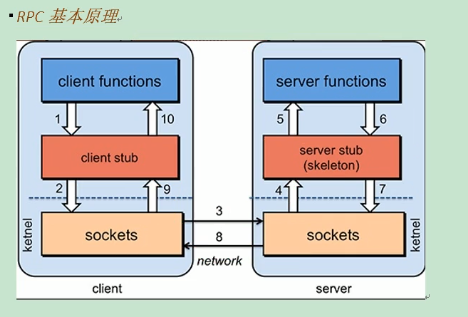 RPC 基本原理
client functions
server functions
1
10
5
6
client stub
server stub
(skeleton)
2
9
4
7
3
ketnel
sockets
8
sockets
ketnel
network
client
server